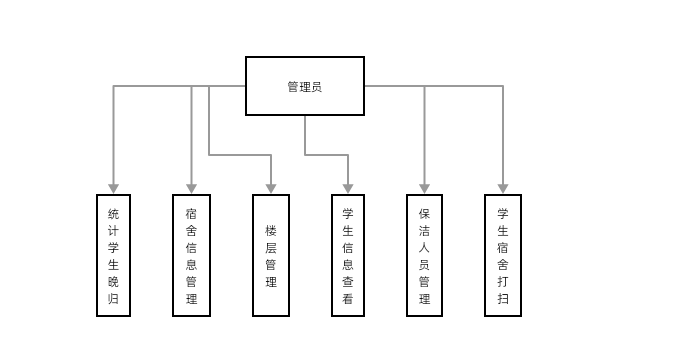 管理员
统计学生晚归
宿舍信息管理
楼层管理
学生信息查看
保洁人员管理
学生宿舍打扫